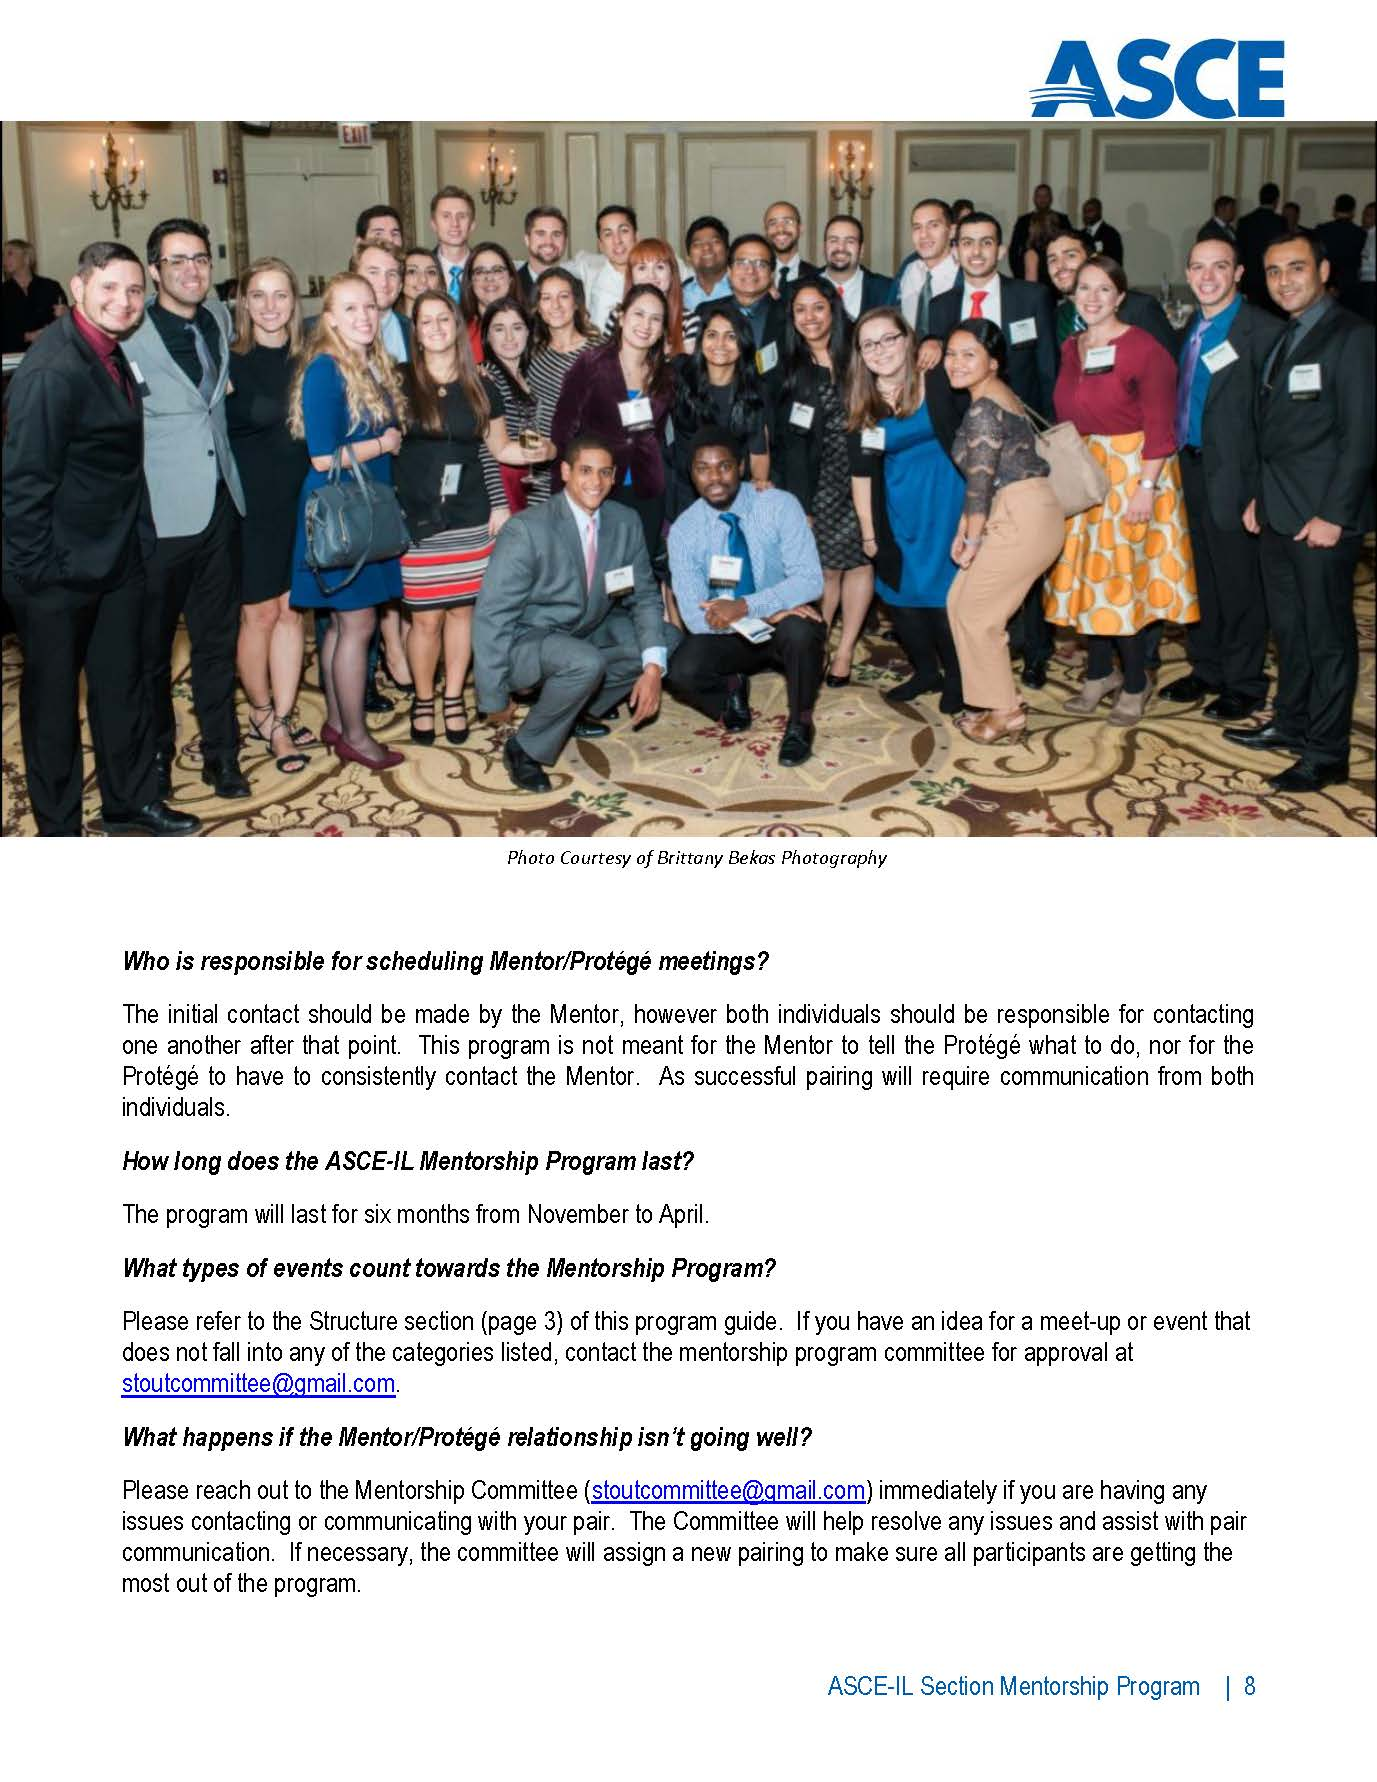 ASCE
EXIT
Photo Courtesy of Brittany Bekas Photography
Who is responsible for scheduling Mentor/Protégé meetings?
The initial contact should be made by the Mentor, however both individuals should be responsible for contacting
one another after that point.  This program is not meant for the Mentor to tell the Protégé what to do, nor for the
Protégé to have to consistently contact the Mentor.  As successful pairing will require communication from both
individuals.
How long does the ASCE-IL Mentorship Program last?
The program will last for six months from November to April.
What types of events count towards the Mentorship Program?
Please refer to the Structure section (page 3) of this program guide.  If you have an idea for a meet-up or event that
does not fall into any of the categories listed, contact the mentorship program committee for approval at
stoutcommittee@gmail.com.
What happens if the Mentor/Protégé relationship isn't going well?
Please reach out to the Mentorship Committee (stoutcommittee@gmail.com) immediately if you are having any
issues contacting or communicating with your pair.  The Committee will help resolve any issues and assist with pair
communication.  If necessary, the committee will assign a new pairing to make sure all participants are getting the
most out of the program.
ASCE-IL Section Mentorship Program | 8